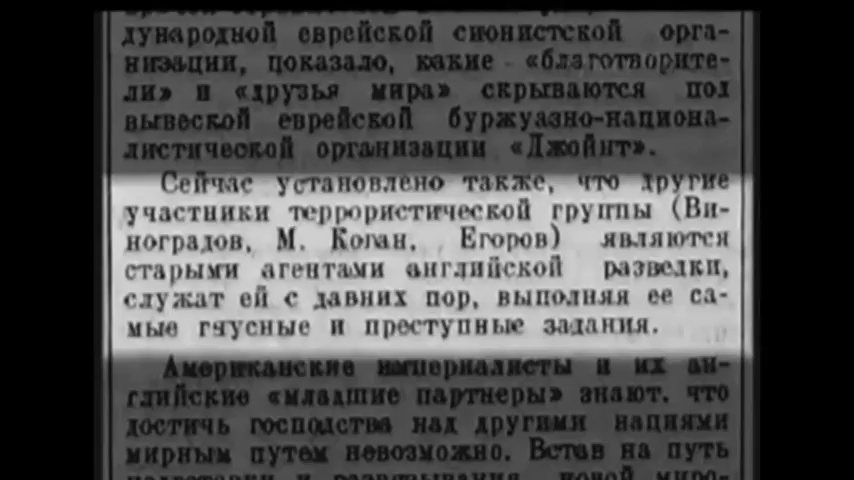 дународной еврейской сионистской орга-
низации, показало, какие «благотворите-
ли» и «друзья мира» скрываются под
вывеской еврейской буржуазно-национа-
листической организации «Джойнт».
Сейчас установлено также, что другие
участники террористической группы (Ви-
ноградов, М. Коган, Егоров) являются
старыми агентами английской разведки,
служат ей с давних пор, выполняя ее са-
мые гнусные и преступные задания.
Американские империалисты и их ан-
глийские «младшие партнеры» знают, что
достичь господства над другими нациями
мирным путем невозможно. Встав на путь